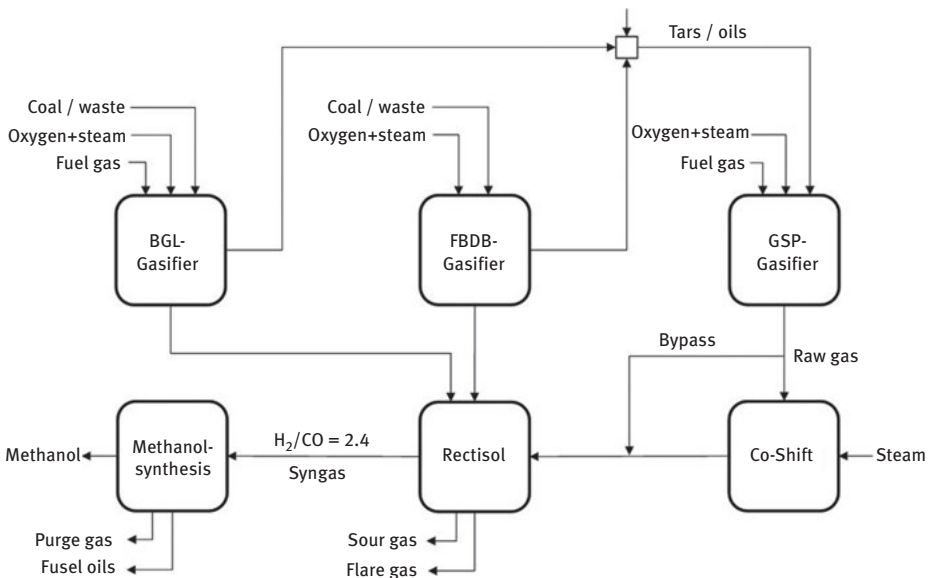 Tars / oils
Coal / waste
Oxygen+steam
Fuel gas
Coal / waste
Oxygen+steam
Oxygen+steam
Fuel gas
BGL-
Gasifier
FBDB-
Gasifier
GSP-
Gasifier
Bypass
Raw gas
Methanol
Methanol-
synthesis
H₂/CO = 2.4
Syngas
Rectisol
Co-Shift
Steam
Purge gas
Fusel oils
Sour gas
Flare gas